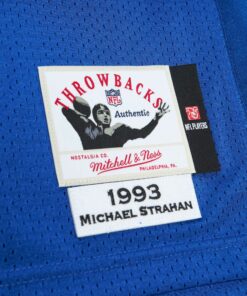 THROWBACKS
NFL
Authentic
NOSTALGIA CO. PHILADELPHIA, PA.
Mitchell & Ness
NFL PLAYERS
1993
MICHAEL STRAHAN